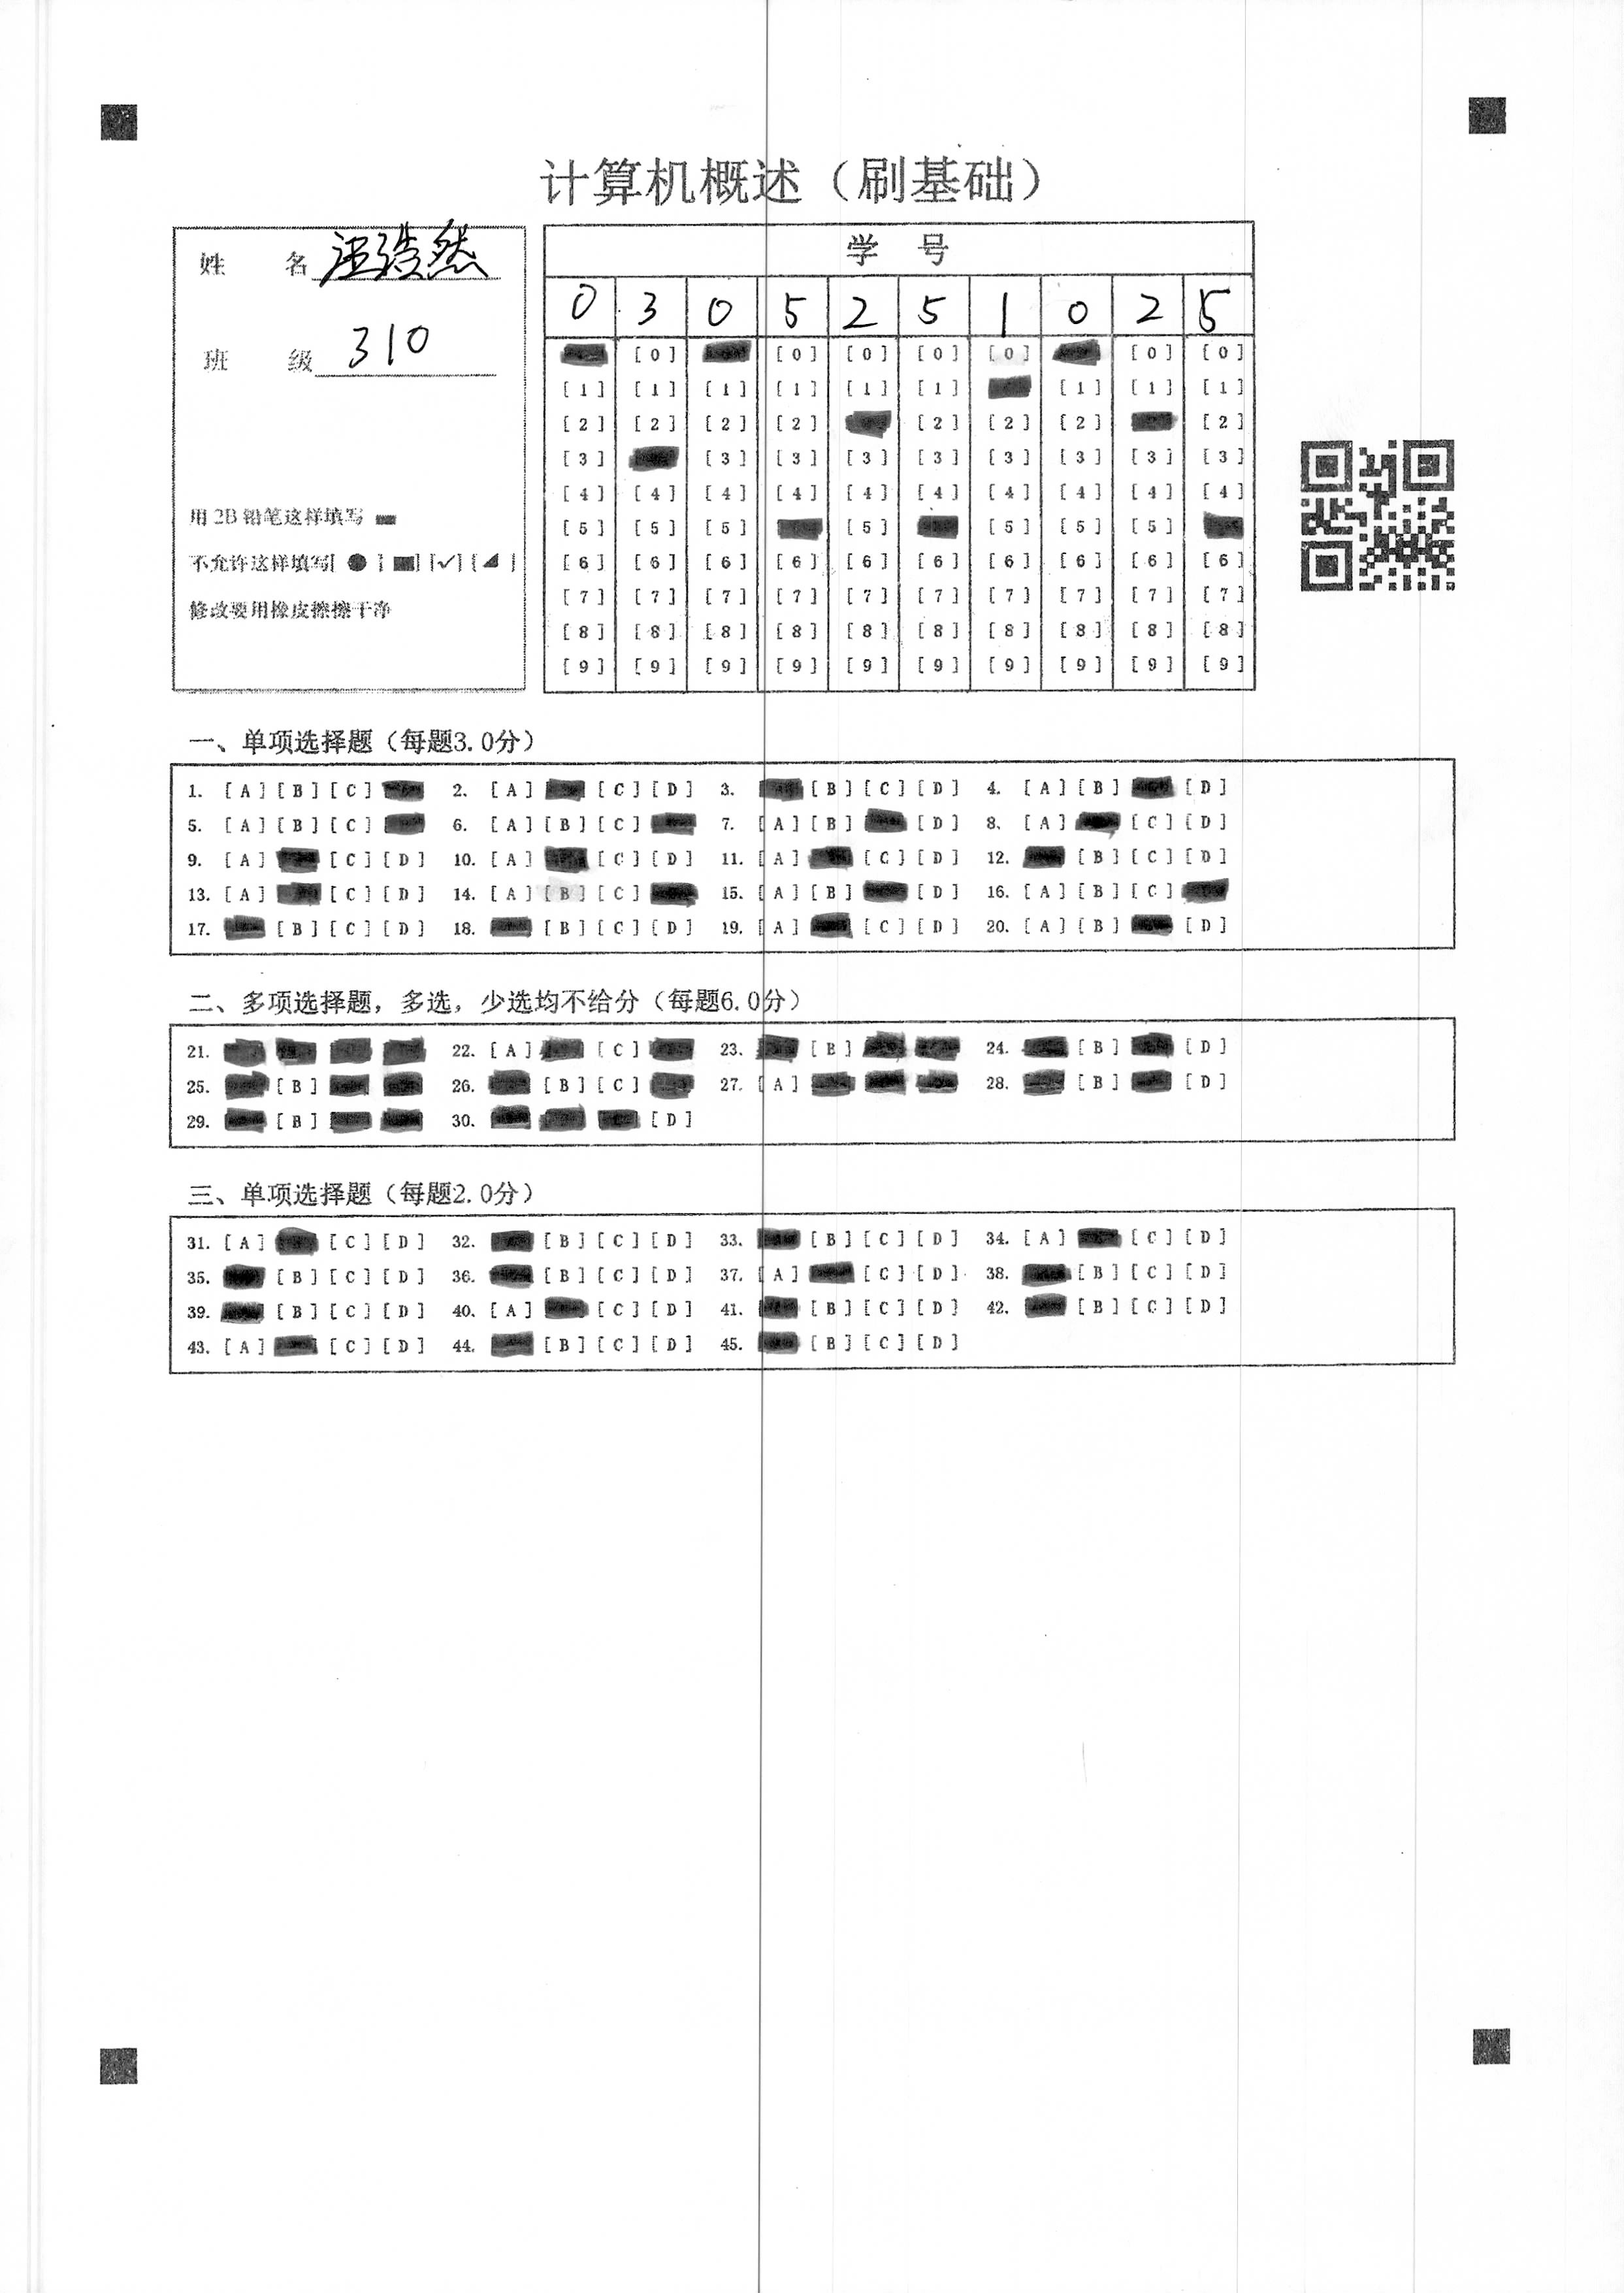 计算机概述（刷基础）
姓 名 汪浩然
班 级 310
用2B铅笔这样填写
不允许这样填写[ ● ] [■] [✓] [◢]
修改要用橡皮擦擦干净
学 号
0 3 0 5 2 5 1 0 2 5
[0] [0] [0] [0] [0] [0] [0]
[1] [1] [1] [1] [1] [1] [1] [1] [1]
[2] [2] [2] [2] [2] [2] [2] [2]
[3] [3] [3] [3] [3] [3] [3] [3] [3]
[4] [4] [4] [4] [4] [4] [4] [4] [4] [4]
[5] [5] [5] [5] [5] [5] [5]
[6] [6] [6] [6] [6] [6] [6] [6] [6] [6]
[7] [7] [7] [7] [7] [7] [7] [7] [7] [7]
[8] [8] [8] [8] [8] [8] [8] [8] [8] [8]
[9] [9] [9] [9] [9] [9] [9] [9] [9] [9]
一、单项选择题（每题3.0分）
1. [A] [B] [C] 2. [A] [C] [D] 3. [B] [C] [D] 4. [A] [B] [D]
5. [A] [B] [C] 6. [A] [B] [C] 7. [A] [B] [D] 8. [A] [C] [D]
9. [A] [C] [D] 10. [A] [C] [D] 11. [A] [C] [D] 12. [B] [C] [D]
13. [A] [C] [D] 14. [A] [B] [C] 15. [A] [B] [D] 16. [A] [B] [C]
17. [B] [C] [D] 18. [B] [C] [D] 19. [A] [C] [D] 20. [A] [B] [D]
二、多项选择题，多选，少选均不给分（每题6.0分）
21. 22. [A] [C] 23. [B] 24. [B] [D]
25. [B] 26. [B] [C] 27. [A] 28. [B] [D]
29. [B] 30. [D]
三、单项选择题（每题2.0分）
31. [A] [C] [D] 32. [B] [C] [D] 33. [B] [C] [D] 34. [A] [C] [D]
35. [B] [C] [D] 36. [B] [C] [D] 37. [A] [C] [D] 38. [B] [C] [D]
39. [B] [C] [D] 40. [A] [C] [D] 41. [B] [C] [D] 42. [B] [C] [D]
43. [A] [C] [D] 44. [B] [C] [D] 45. [B] [C] [D]